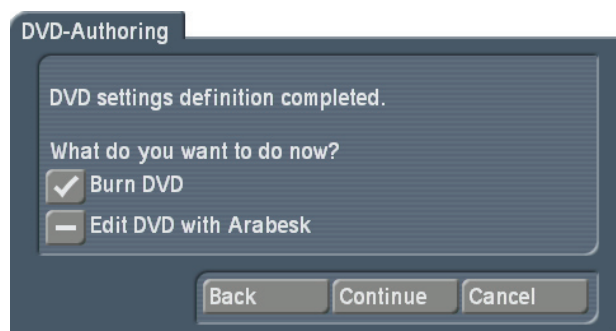 DVD-Authoring
DVD settings definition completed.
What do you want to do now?
Burn DVD
Edit DVD with Arabesk
Back Continue Cancel